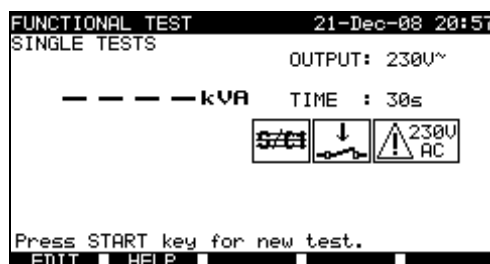 FUNCTIONAL TEST 21-Dec-08 20:57
SINGLE TESTS
OUTPUT: 230V~
– – – – kVA TIME : 30s
S/C1 230V AC
Press START key for new test.
EDIT HELP